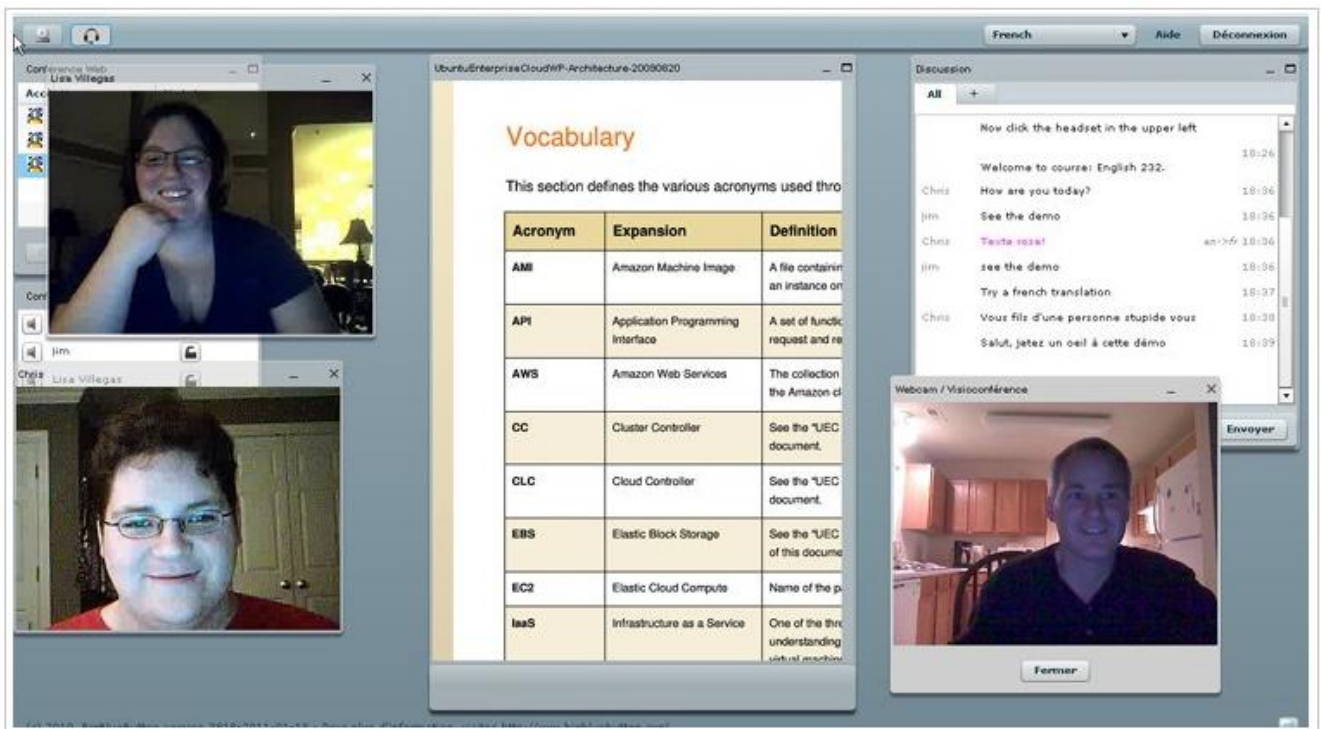 French
Aide
Déconnexion
Conference Web
Lisa Villegas
Jim
Lisa Villegas
Chris
UbuntuEnterpriseCloudWP-Architecture-20090820
Vocabulary
This section defines the various acronyms used thro
Acronym Expansion Definition
AMI Amazon Machine Image A file containin
an instance on
API Application Programming A set of functio
Interface request and re
AWS Amazon Web Services The collection
the Amazon cl
CC Cluster Controller See the "UEC
document.
CLC Cloud Controller See the "UEC
document.
EBS Elastic Block Storage See the "UEC
of this docume
EC2 Elastic Cloud Compute Name of the p
IaaS Infrastructure as a Service One of the thre
understanding
virtual machine
Discussion
All +
Now click the headset in the upper left
18:26
Welcome to course: English 232.
Chris How are you today? 18:36
Jim See the demo 18:36
Chris Texte rose! en->fr 18:36
Jim see the demo 18:36
Try a french translation 18:37
Chris Vous fils d'une personne stupide vous 18:38
Salut, jetez un oeil à cette démo 18:39
Envoyer
Webcam / Visioconférence
Fermer